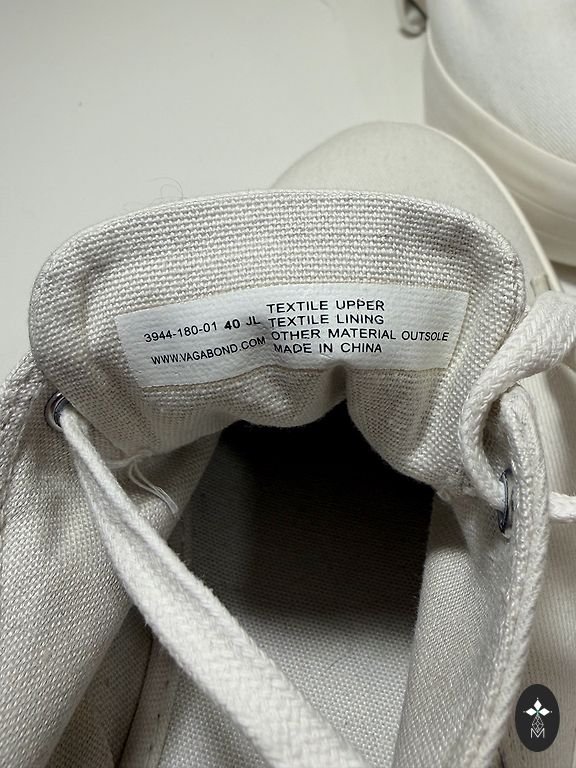 3944-180-01 40 JL
WWW.VAGABOND.COM
TEXTILE UPPER
TEXTILE LINING
OTHER MATERIAL OUTSOLE
MADE IN CHINA
M